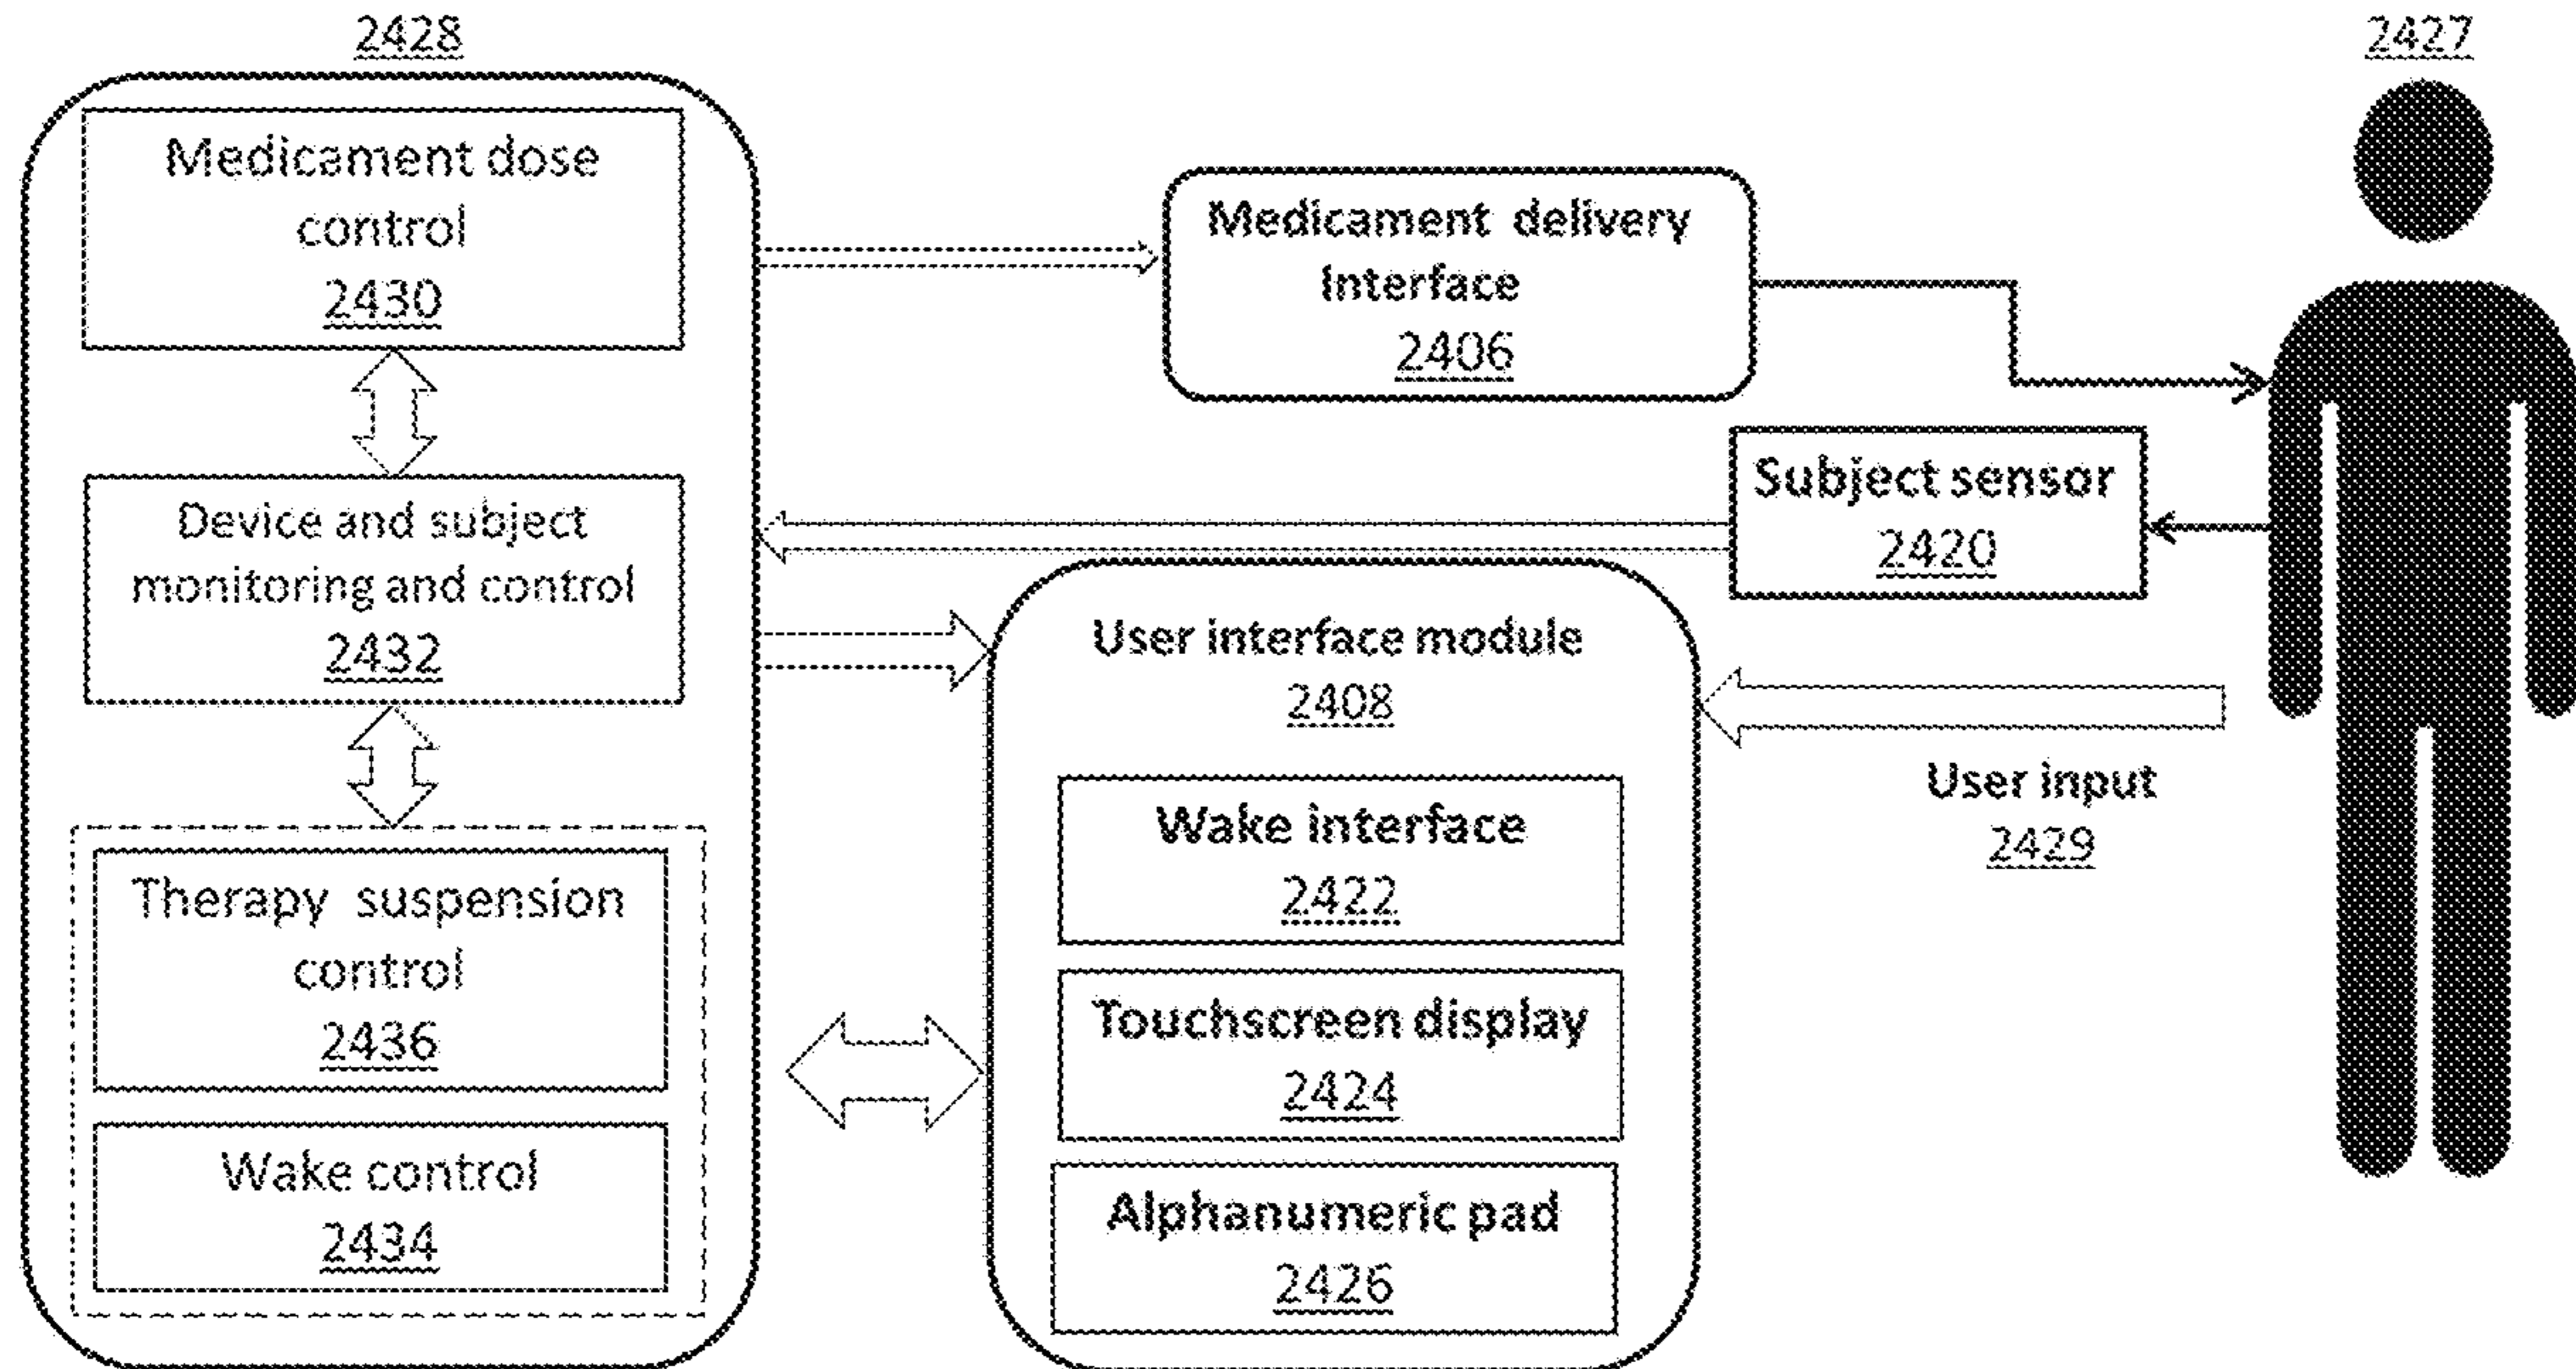 2428
Medicament dose
control
2430
Device and subject
monitoring and control
2432
Therapy suspension
control
2436
Wake control
2434
Medicament delivery
Interface
2406
Subject sensor
2420
User interface module
2408
Wake interface
2422
Touchscreen display
2424
Alphanumeric pad
2426
2427
User input
2429